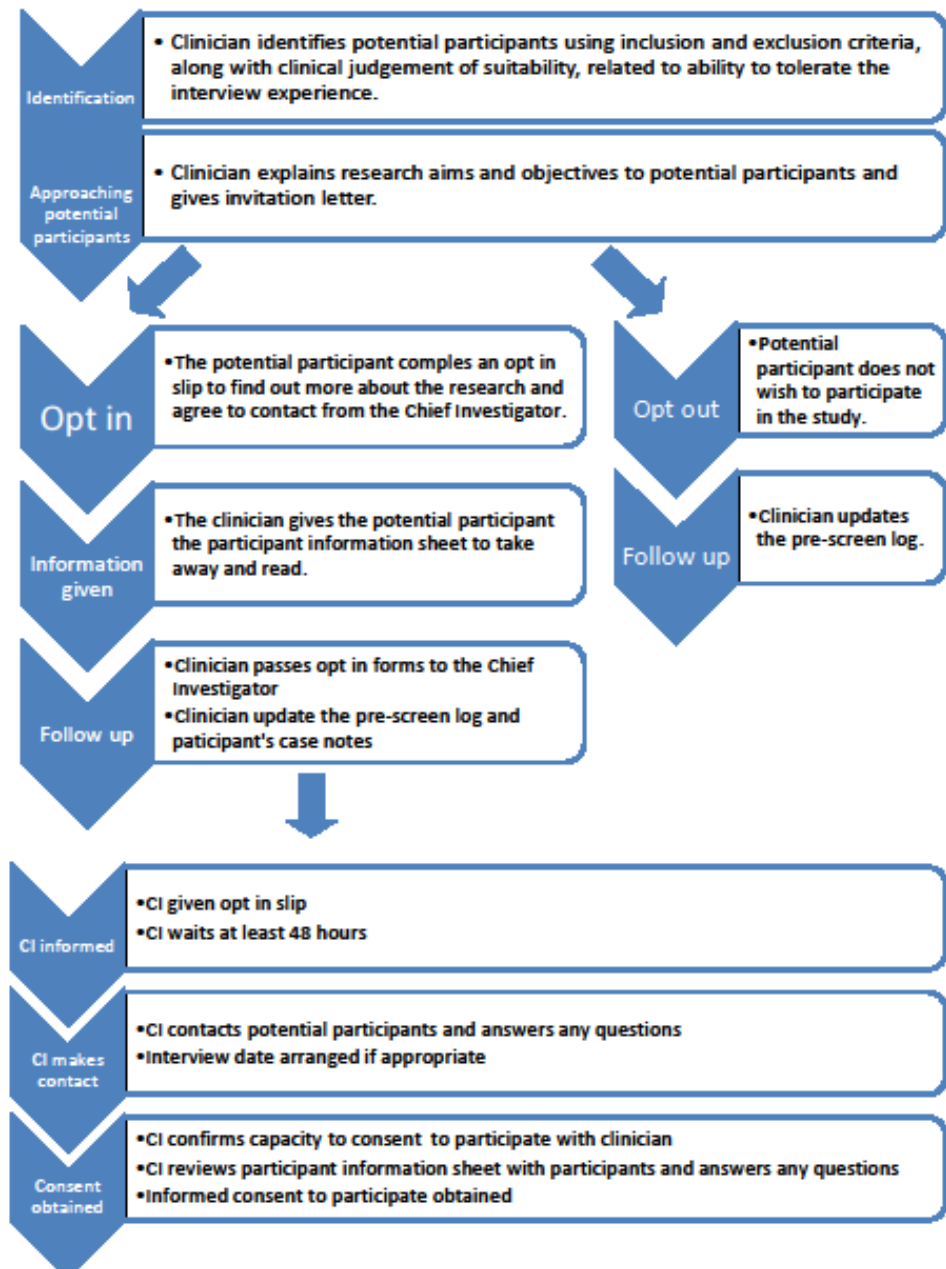 Identification
• Clinician identifies potential participants using inclusion and exclusion criteria,
along with clinical judgement of suitability, related to ability to tolerate the
interview experience.
Approaching
potential
participants
• Clinician explains research aims and objectives to potential participants and
gives invitation letter.
Opt in
•The potential participant comples an opt in
slip to find out more about the research and
agree to contact from the Chief Investigator.
Information
given
•The clinician gives the potential participant
the participant information sheet to take
away and read.
Follow up
•Clinician passes opt in forms to the Chief
Investigator
•Clinician update the pre-screen log and
paticipant's case notes
Opt out
•Potential
participant does not
wish to participate
in the study.
Follow up
•Clinician updates
the pre-screen log.
CI informed
•CI given opt in slip
•CI waits at least 48 hours
CI makes
contact
•CI contacts potential participants and answers any questions
•Interview date arranged if appropriate
Consent
obtained
•CI confirms capacity to consent to participate with clinician
•CI reviews participant information sheet with participants and answers any questions
•Informed consent to participate obtained